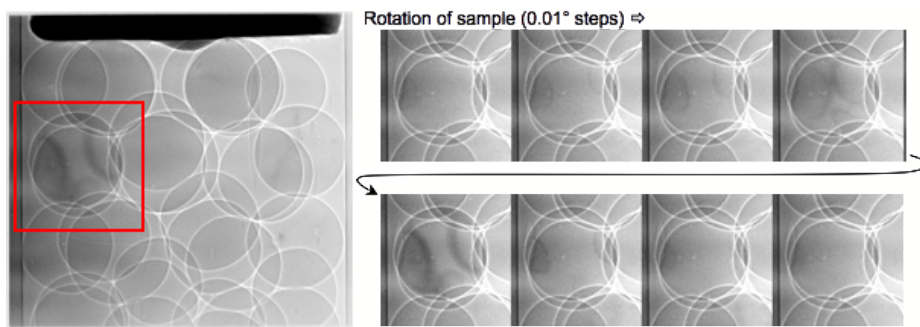 Rotation of sample (0.01° steps) ⇨